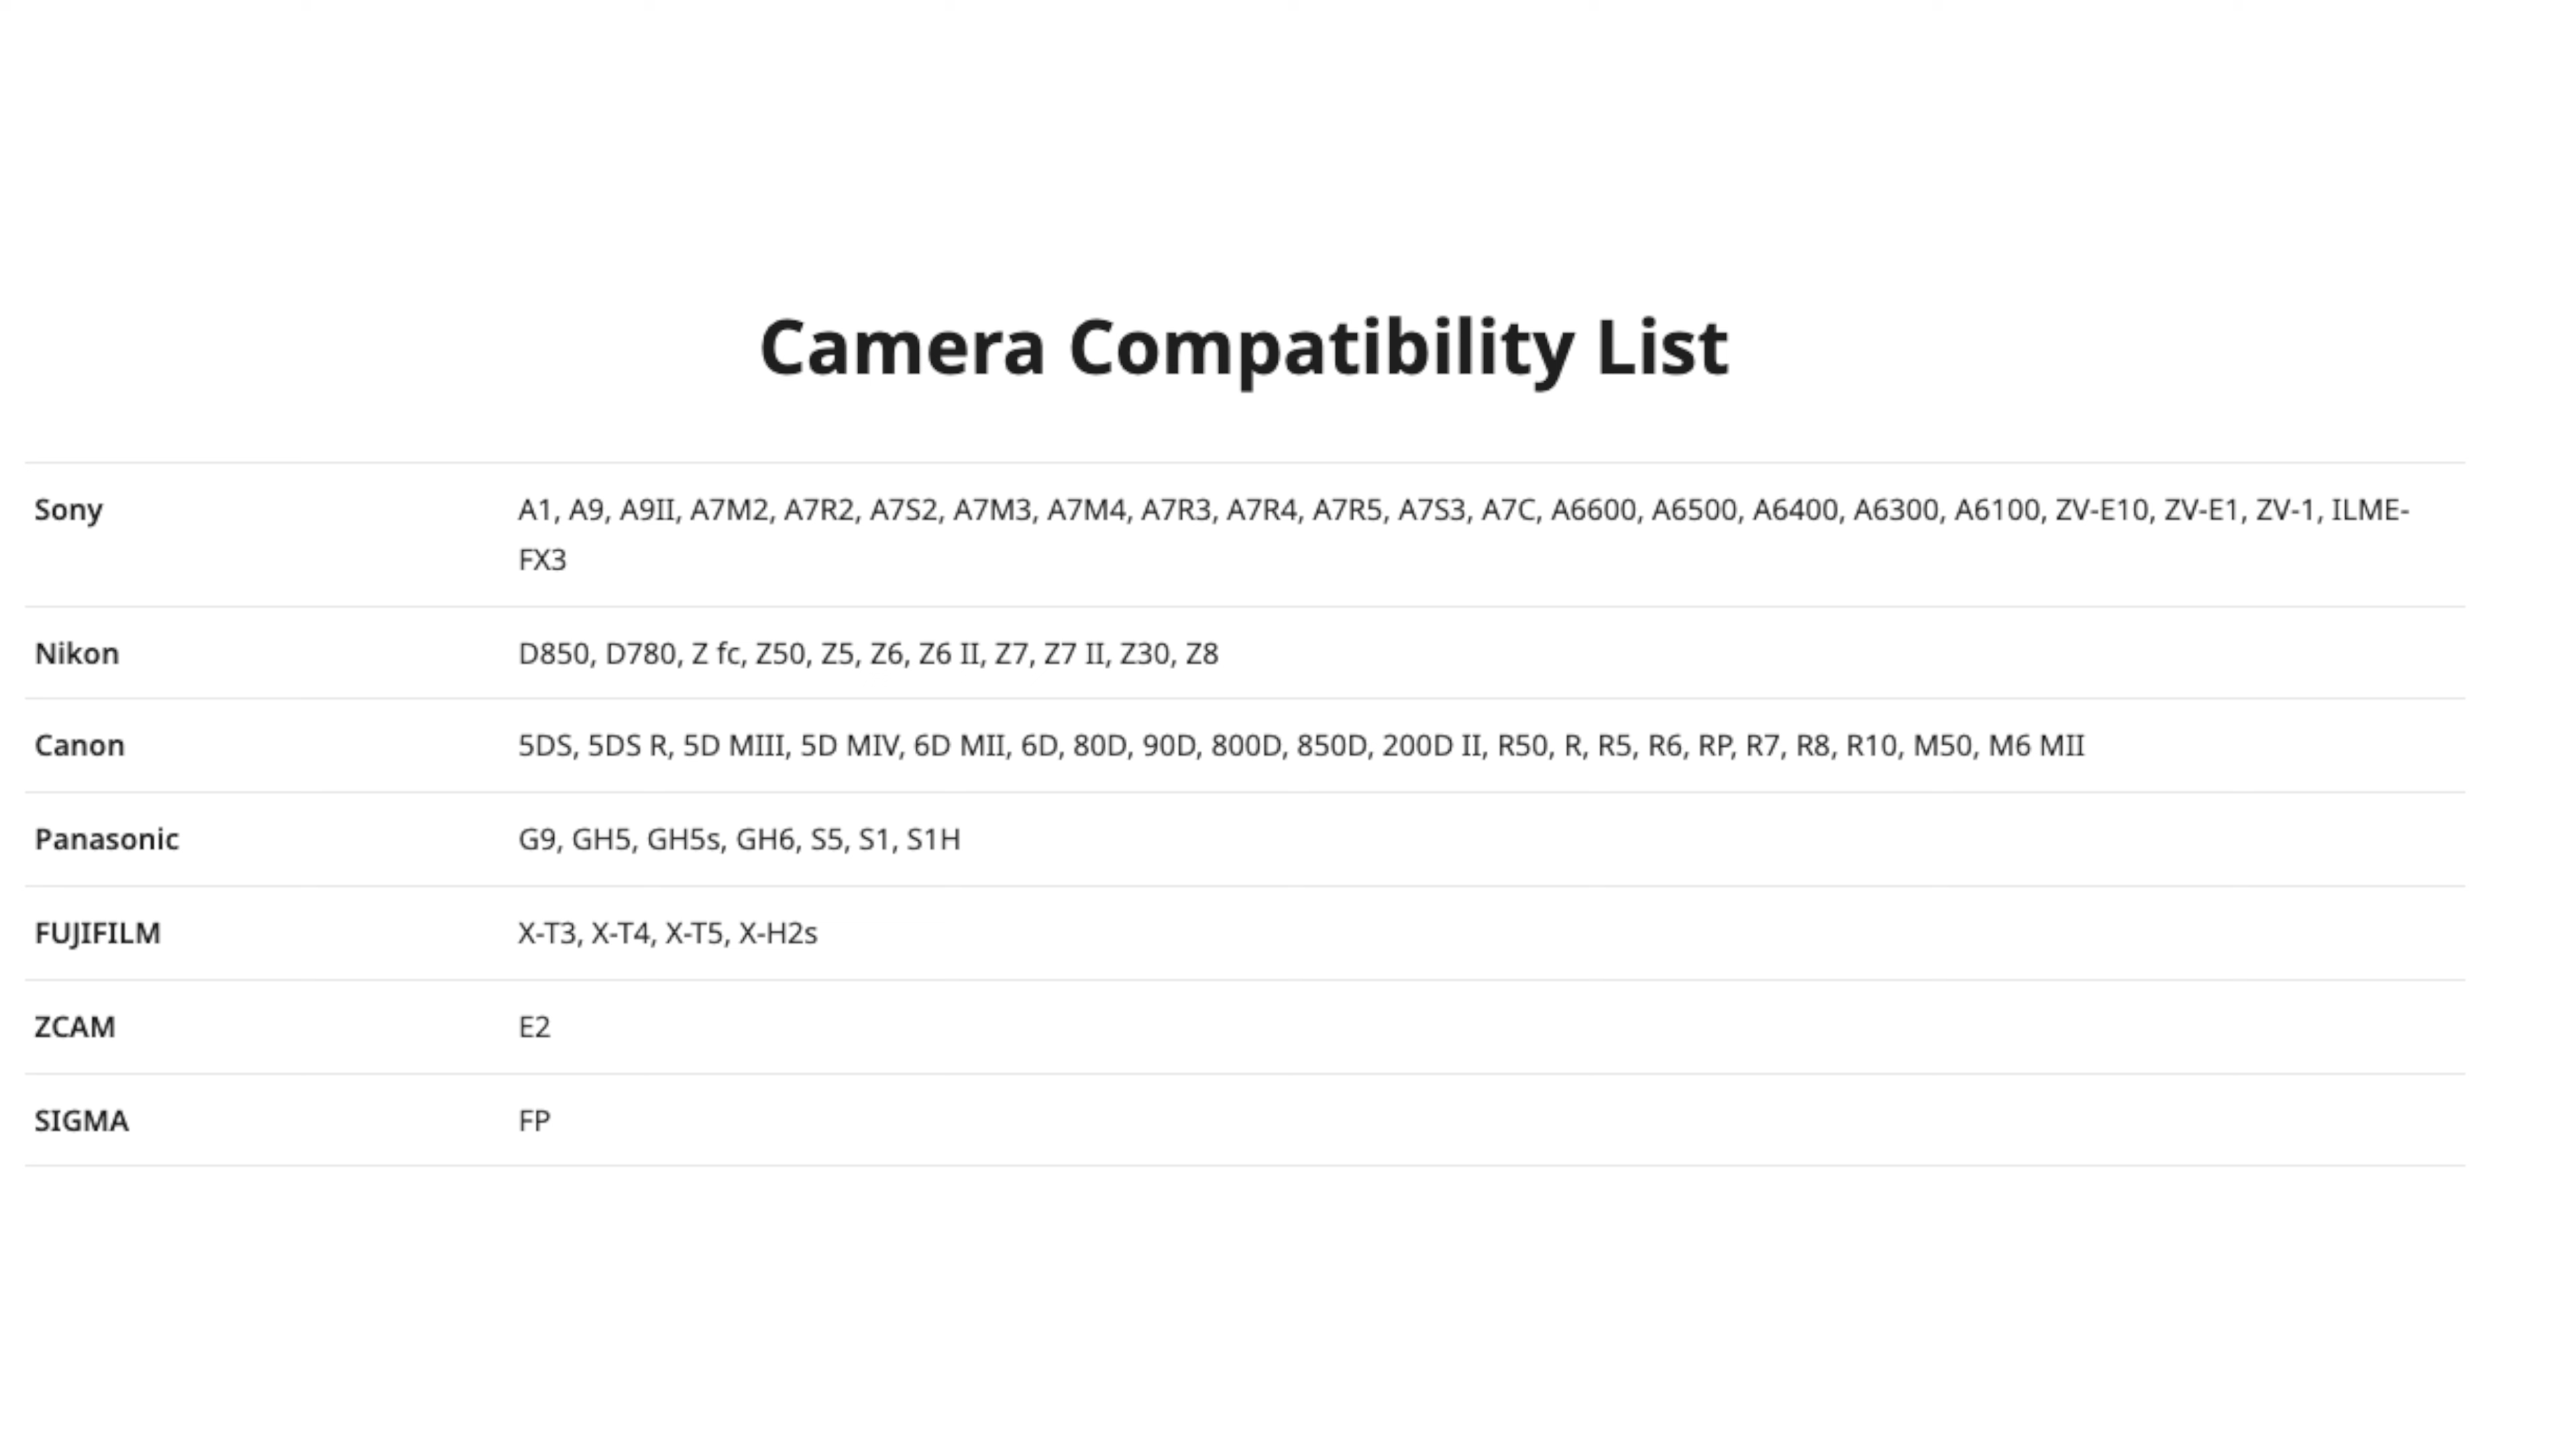 Camera Compatibility List
Sony A1, A9, A9II, A7M2, A7R2, A7S2, A7M3, A7M4, A7R3, A7R4, A7R5, A7S3, A7C, A6600, A6500, A6400, A6300, A6100, ZV-E10, ZV-E1, ZV-1, ILME-
FX3
Nikon D850, D780, Z fc, Z50, Z5, Z6, Z6 II, Z7, Z7 II, Z30, Z8
Canon 5DS, 5DS R, 5D MIII, 5D MIV, 6D MII, 6D, 80D, 90D, 800D, 850D, 200D II, R50, R, R5, R6, RP, R7, R8, R10, M50, M6 MII
Panasonic G9, GH5, GH5s, GH6, S5, S1, S1H
FUJIFILM X-T3, X-T4, X-T5, X-H2s
ZCAM E2
SIGMA FP